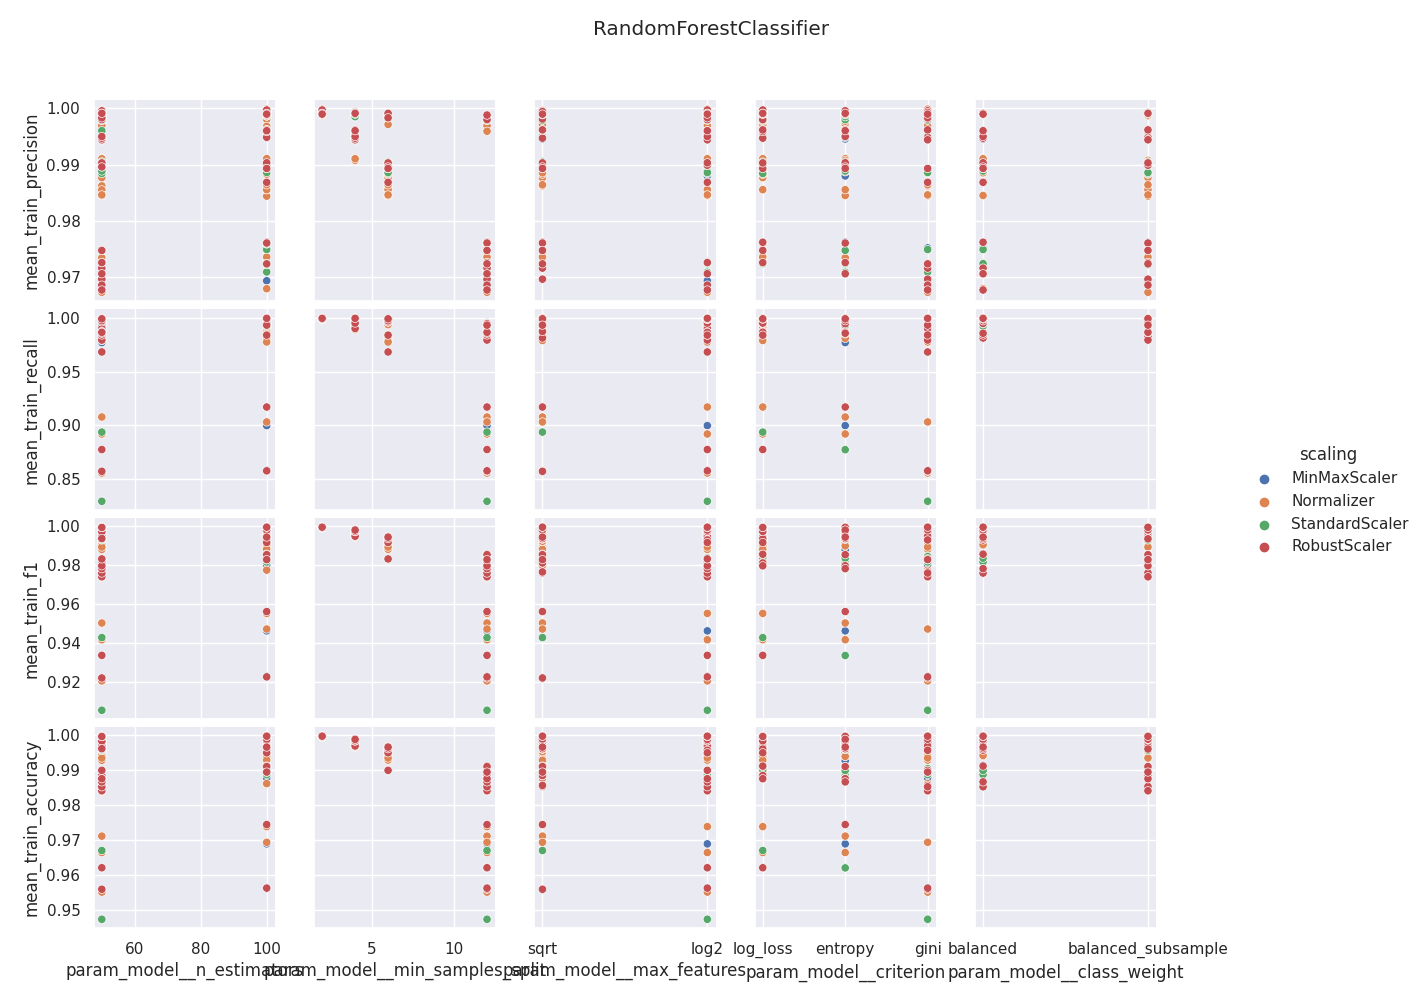 RandomForestClassifier
mean_train_precision
1.00
0.99
0.98
0.97
mean_train_recall
1.00
0.95
0.90
0.85
mean_train_f1
1.00
0.98
0.96
0.94
0.92
mean_train_accuracy
1.00
0.99
0.98
0.97
0.96
0.95
60 80 100
param_model__n_estimators
5 10
param_model__min_samples_split
sqrt log2
param_model__max_features
log_loss entropy gini
param_model__criterion
balanced balanced_subsample
param_model__class_weight
scaling
MinMaxScaler
Normalizer
StandardScaler
RobustScaler